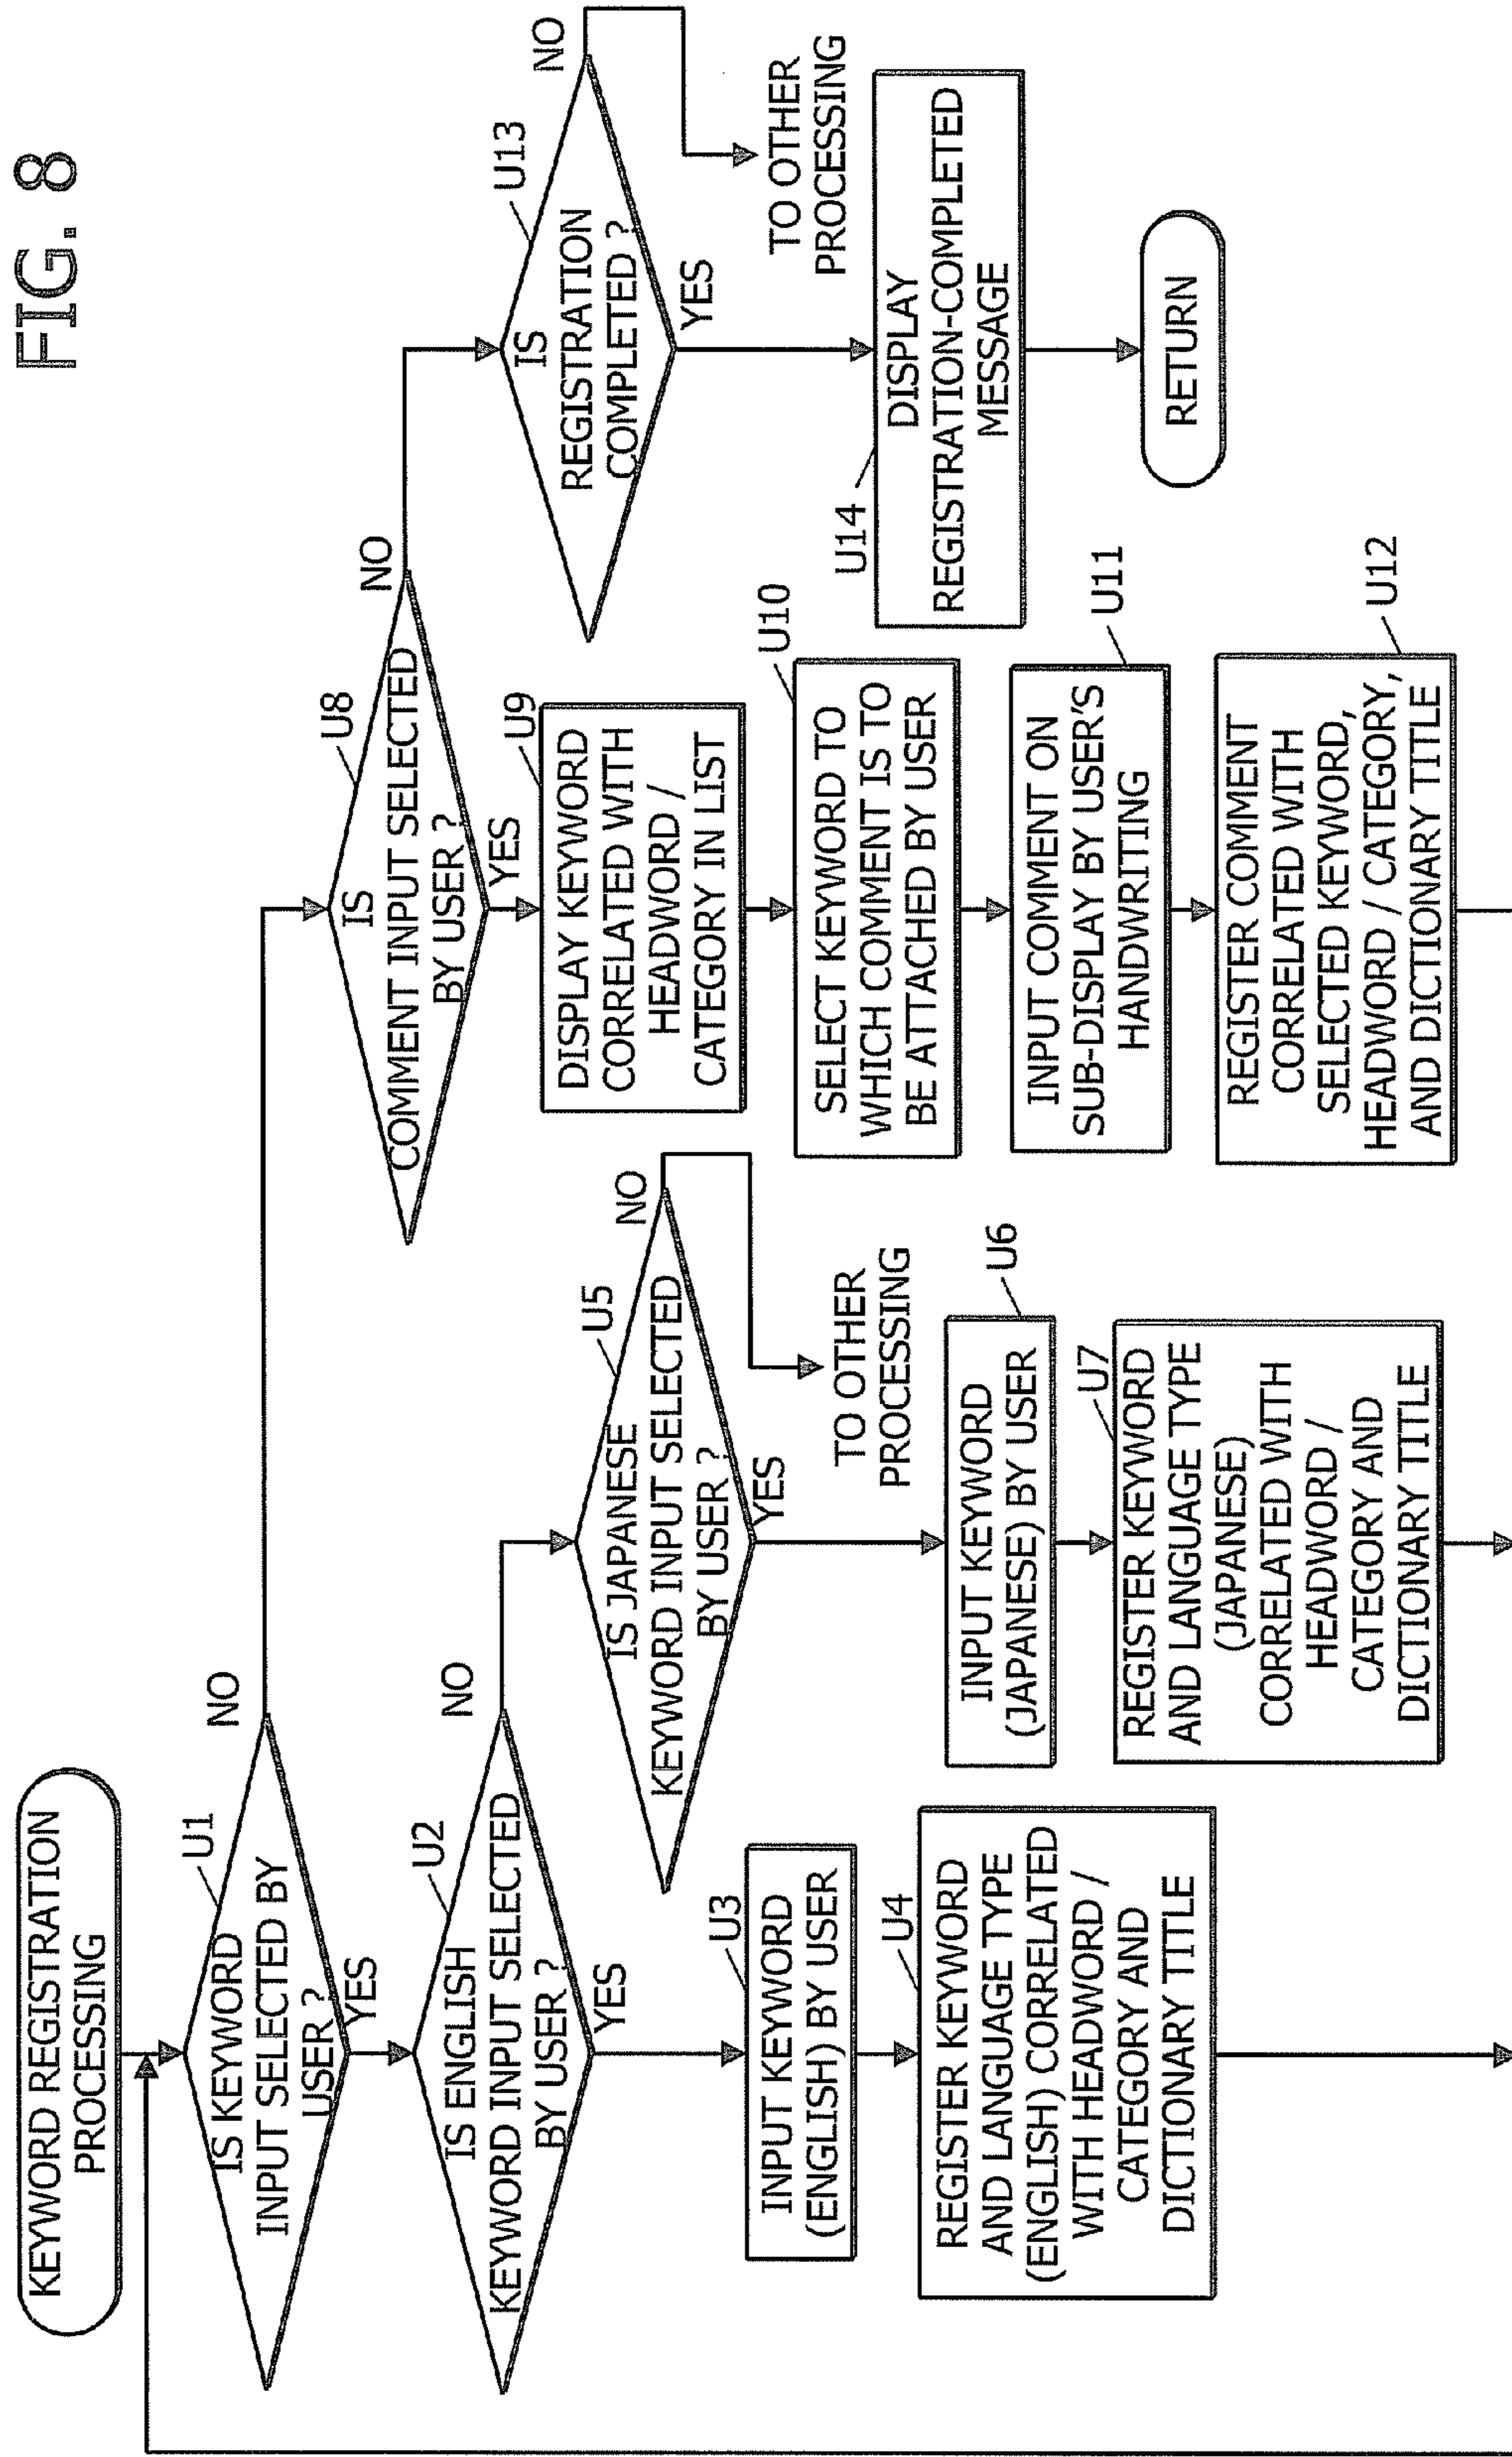 FIG. 8
KEYWORD REGISTRATION
PROCESSING
U1
IS KEYWORD
INPUT SELECTED BY
USER ?
NO
YES
U2
IS ENGLISH
KEYWORD INPUT SELECTED
BY USER ?
NO
YES
U3
INPUT KEYWORD
(ENGLISH) BY USER
U4
REGISTER KEYWORD
AND LANGUAGE TYPE
(ENGLISH) CORRELATED
WITH HEADWORD /
CATEGORY AND
DICTIONARY TITLE
U5
IS JAPANESE
KEYWORD INPUT SELECTED
BY USER ?
NO
YES
TO OTHER
PROCESSING
U6
INPUT KEYWORD
(JAPANESE) BY USER
U7
REGISTER KEYWORD
AND LANGUAGE TYPE
(JAPANESE)
CORRELATED WITH
HEADWORD /
CATEGORY AND
DICTIONARY TITLE
U8
IS
COMMENT INPUT SELECTED
BY USER ?
NO
YES
U9
DISPLAY KEYWORD
CORRELATED WITH
HEADWORD /
CATEGORY IN LIST
U10
SELECT KEYWORD TO
WHICH COMMENT IS TO
BE ATTACHED BY USER
U11
INPUT COMMENT ON
SUB-DISPLAY BY USER'S
HANDWRITING
U12
REGISTER COMMENT
CORRELATED WITH
SELECTED KEYWORD,
HEADWORD / CATEGORY,
AND DICTIONARY TITLE
U13
IS
REGISTRATION
COMPLETED ?
NO
YES
TO OTHER
PROCESSING
U14
DISPLAY
REGISTRATION-COMPLETED
MESSAGE
RETURN